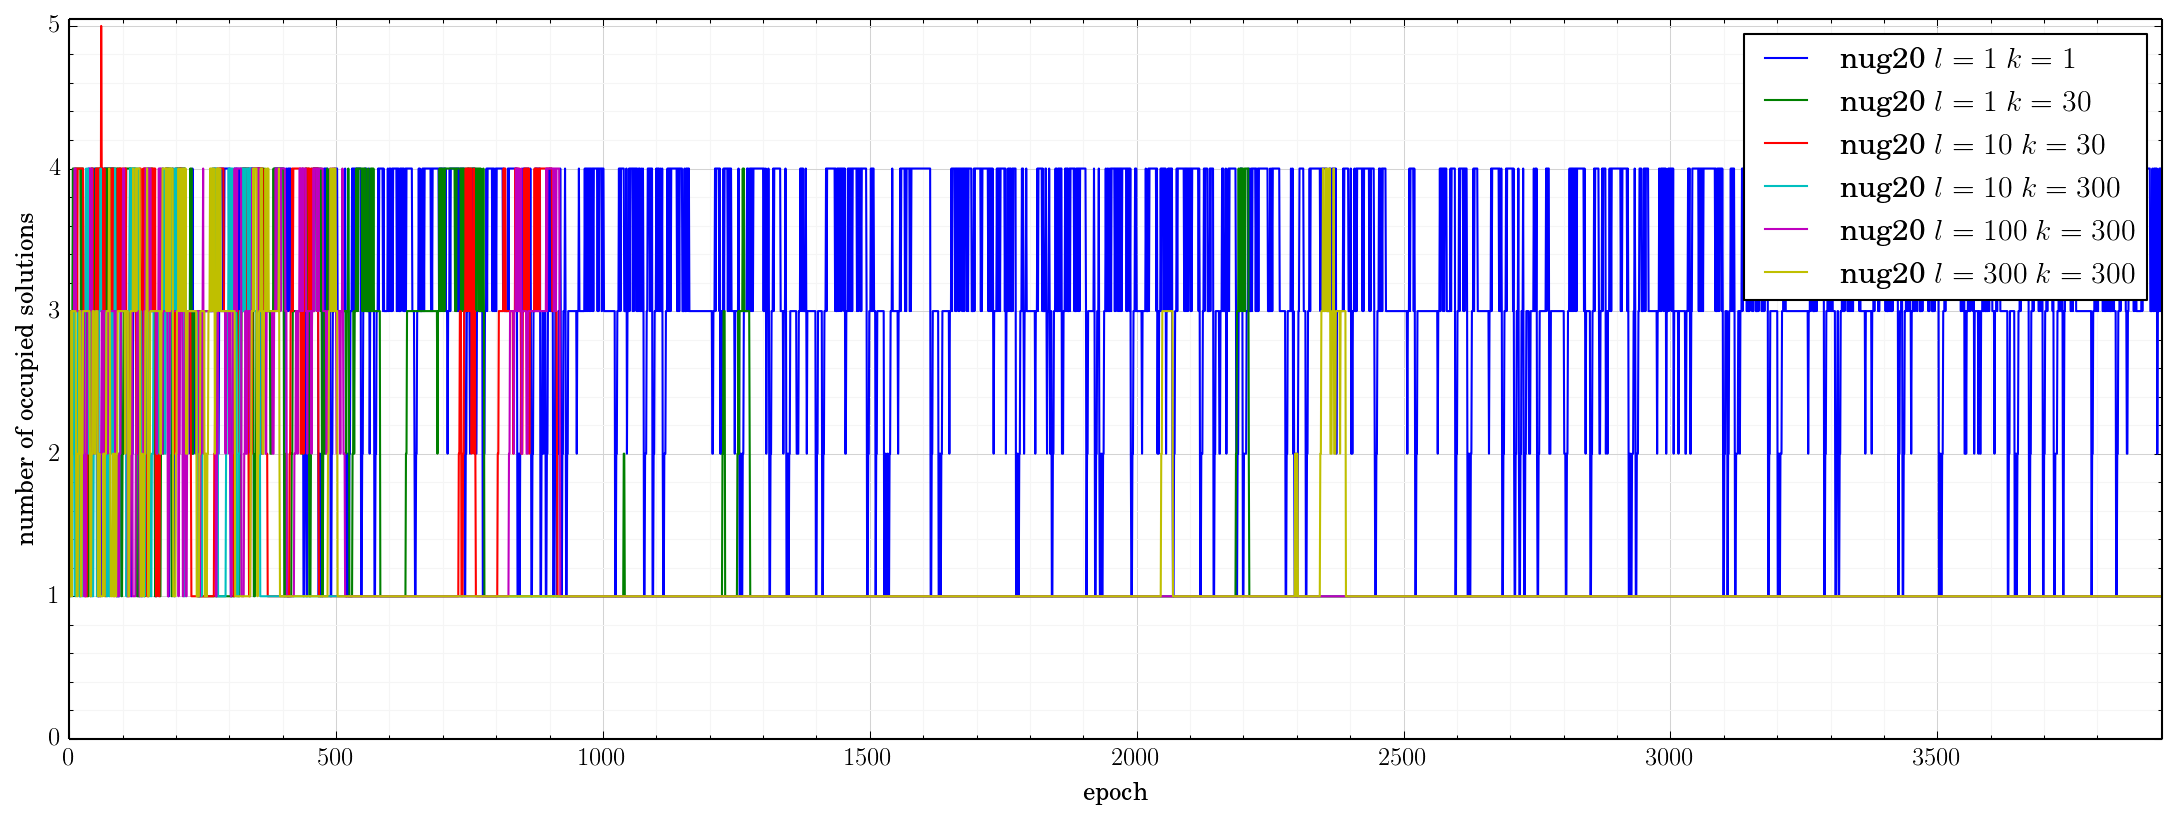 number of occupied solutions
5
4
3
2
1
0
nug20 l = 1 k = 1
nug20 l = 1 k = 30
nug20 l = 10 k = 30
nug20 l = 10 k = 300
nug20 l = 100 k = 300
nug20 l = 300 k = 300
0 500 1000 1500 2000 2500 3000 3500
epoch